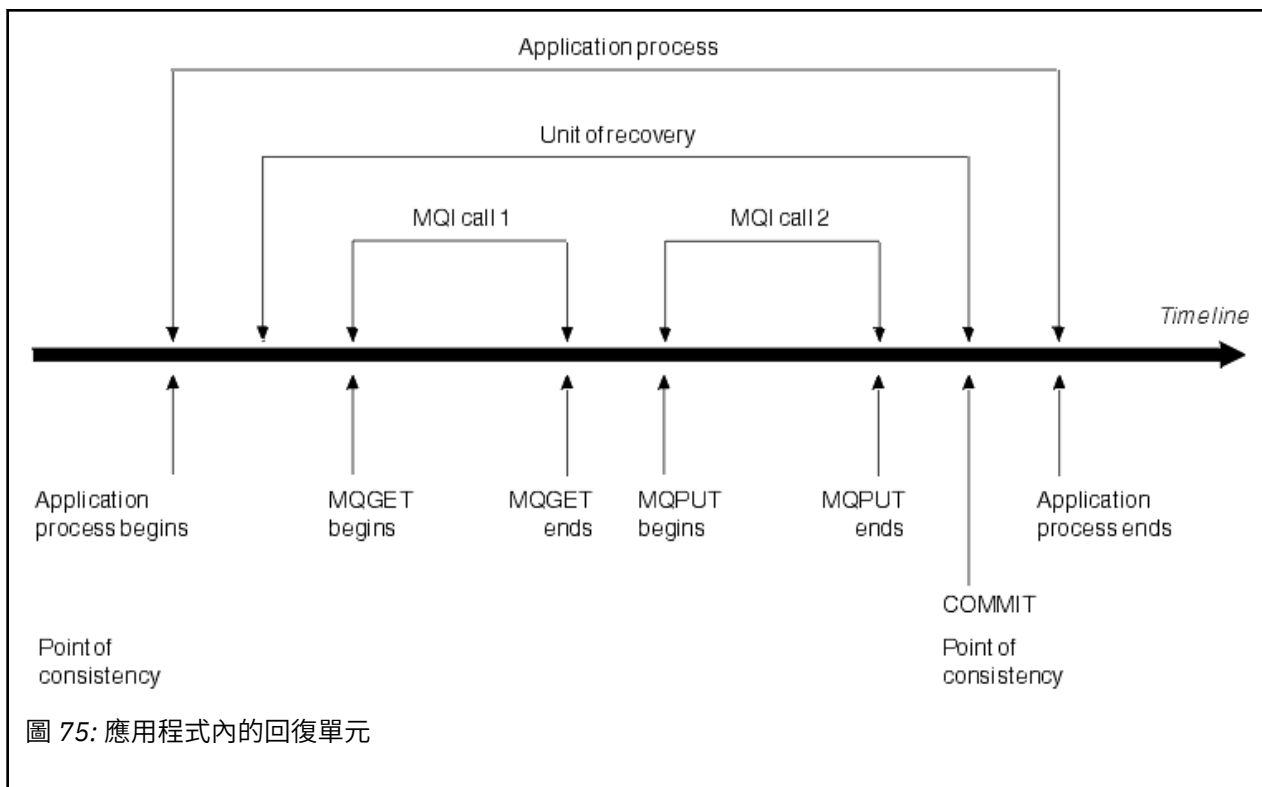 Application process
Unit of recovery
MQI call 1
MQI call 2
Timeline
Application
process begins
MQGET
begins
MQGET
ends
MQPUT
begins
MQPUT
ends
Application
process ends
COMMIT
Point of
consistency
Point of
consistency
圖 75: 應用程式內的回復單元